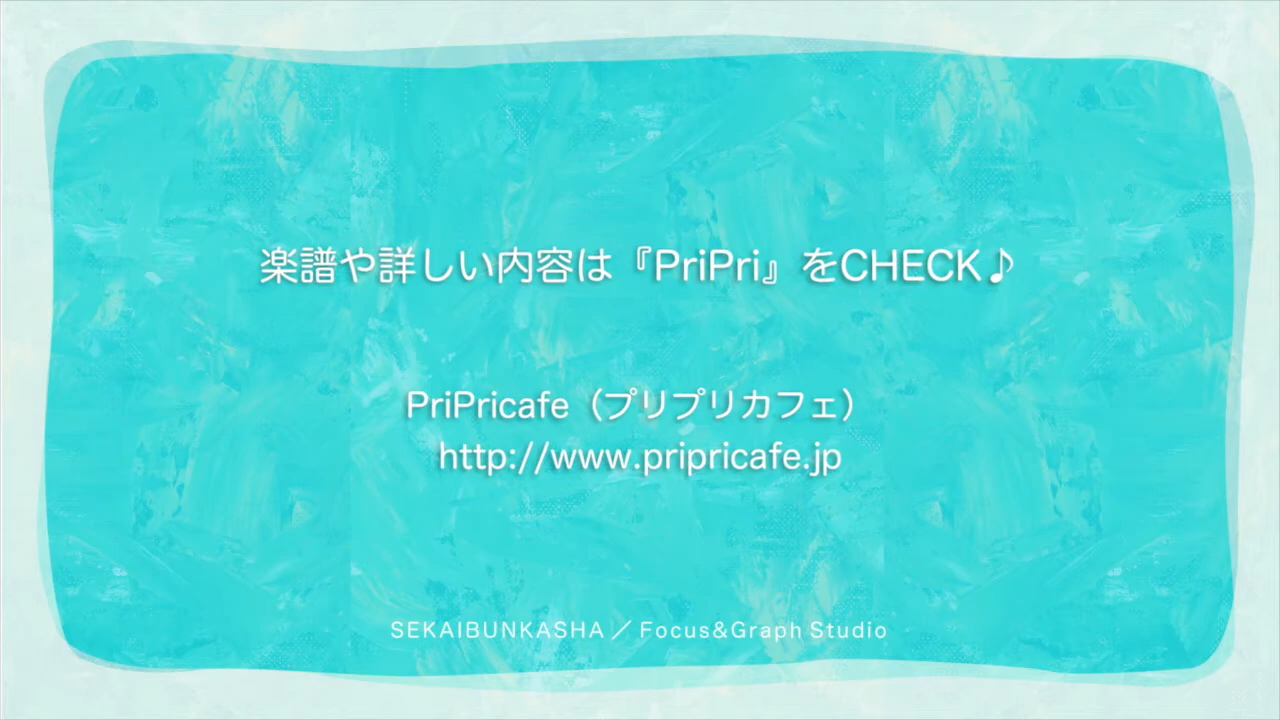 楽譜や詳しい内容は『PriPri』をCHECK♪
PriPricafe（プリプリカフェ）
http://www.pripricafe.jp
SEKAIBUNKASHA／Focus&Graph Studio